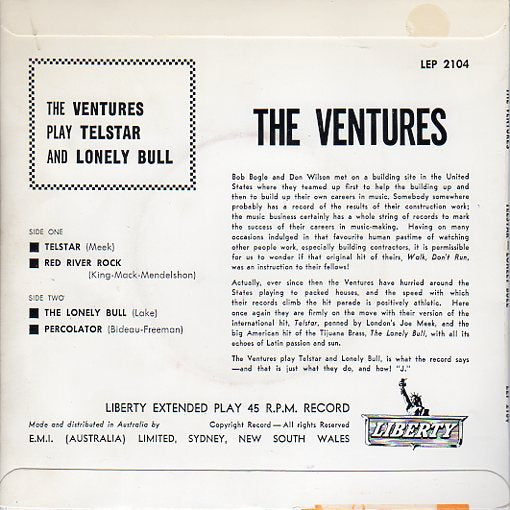 LEP 2104
THE VENTURES
PLAY TELSTAR
AND LONELY BULL
THE VENTURES
SIDE ONE
TELSTAR (Meek)
RED RIVER ROCK
(King-Mack-Mendelshon)
SIDE TWO
THE LONELY BULL (Lake)
PERCOLATOR (Bideau-Freeman)
Bob Bogle and Don Wilson met on a building site in the United
States where they teamed up first to help the building up and
then to build up their own careers in music. Somebody somewhere
probably has a record of the results of their construction work;
the music business certainly has a whole string of records to mark
the success of their careers in music-making. Having on many
occasions indulged in that favourite human pastime of watching
other people work, especially building contractors, it is permissible
for us to wonder if that original hit of theirs, Walk, Don't Run,
was an instruction to their fellows!
Actually, ever since then the Ventures have hurried around the
States playing to packed houses, and the speed with which
their records climb the hit parade is positively athletic. Here
once again they are firmly on the move with their version of the
international hit, Telstar, penned by London's Joe Meek, and the
big American hit of the Tijuana Brass, The Lonely Bull, with all its
echoes of Latin passion and sun.
The Ventures play Telstar and Lonely Bull, is what the record says
—and that is just what they do, and how! "J."
LIBERTY EXTENDED PLAY 45 R.P.M. RECORD
Made and distributed in Australia by Copyright Record — All rights Reserved
E.M.I. (AUSTRALIA) LIMITED, SYDNEY, NEW SOUTH WALES
LIBERTY
THE VENTURES
TELSTAR — LONELY BULL
LEP 2104